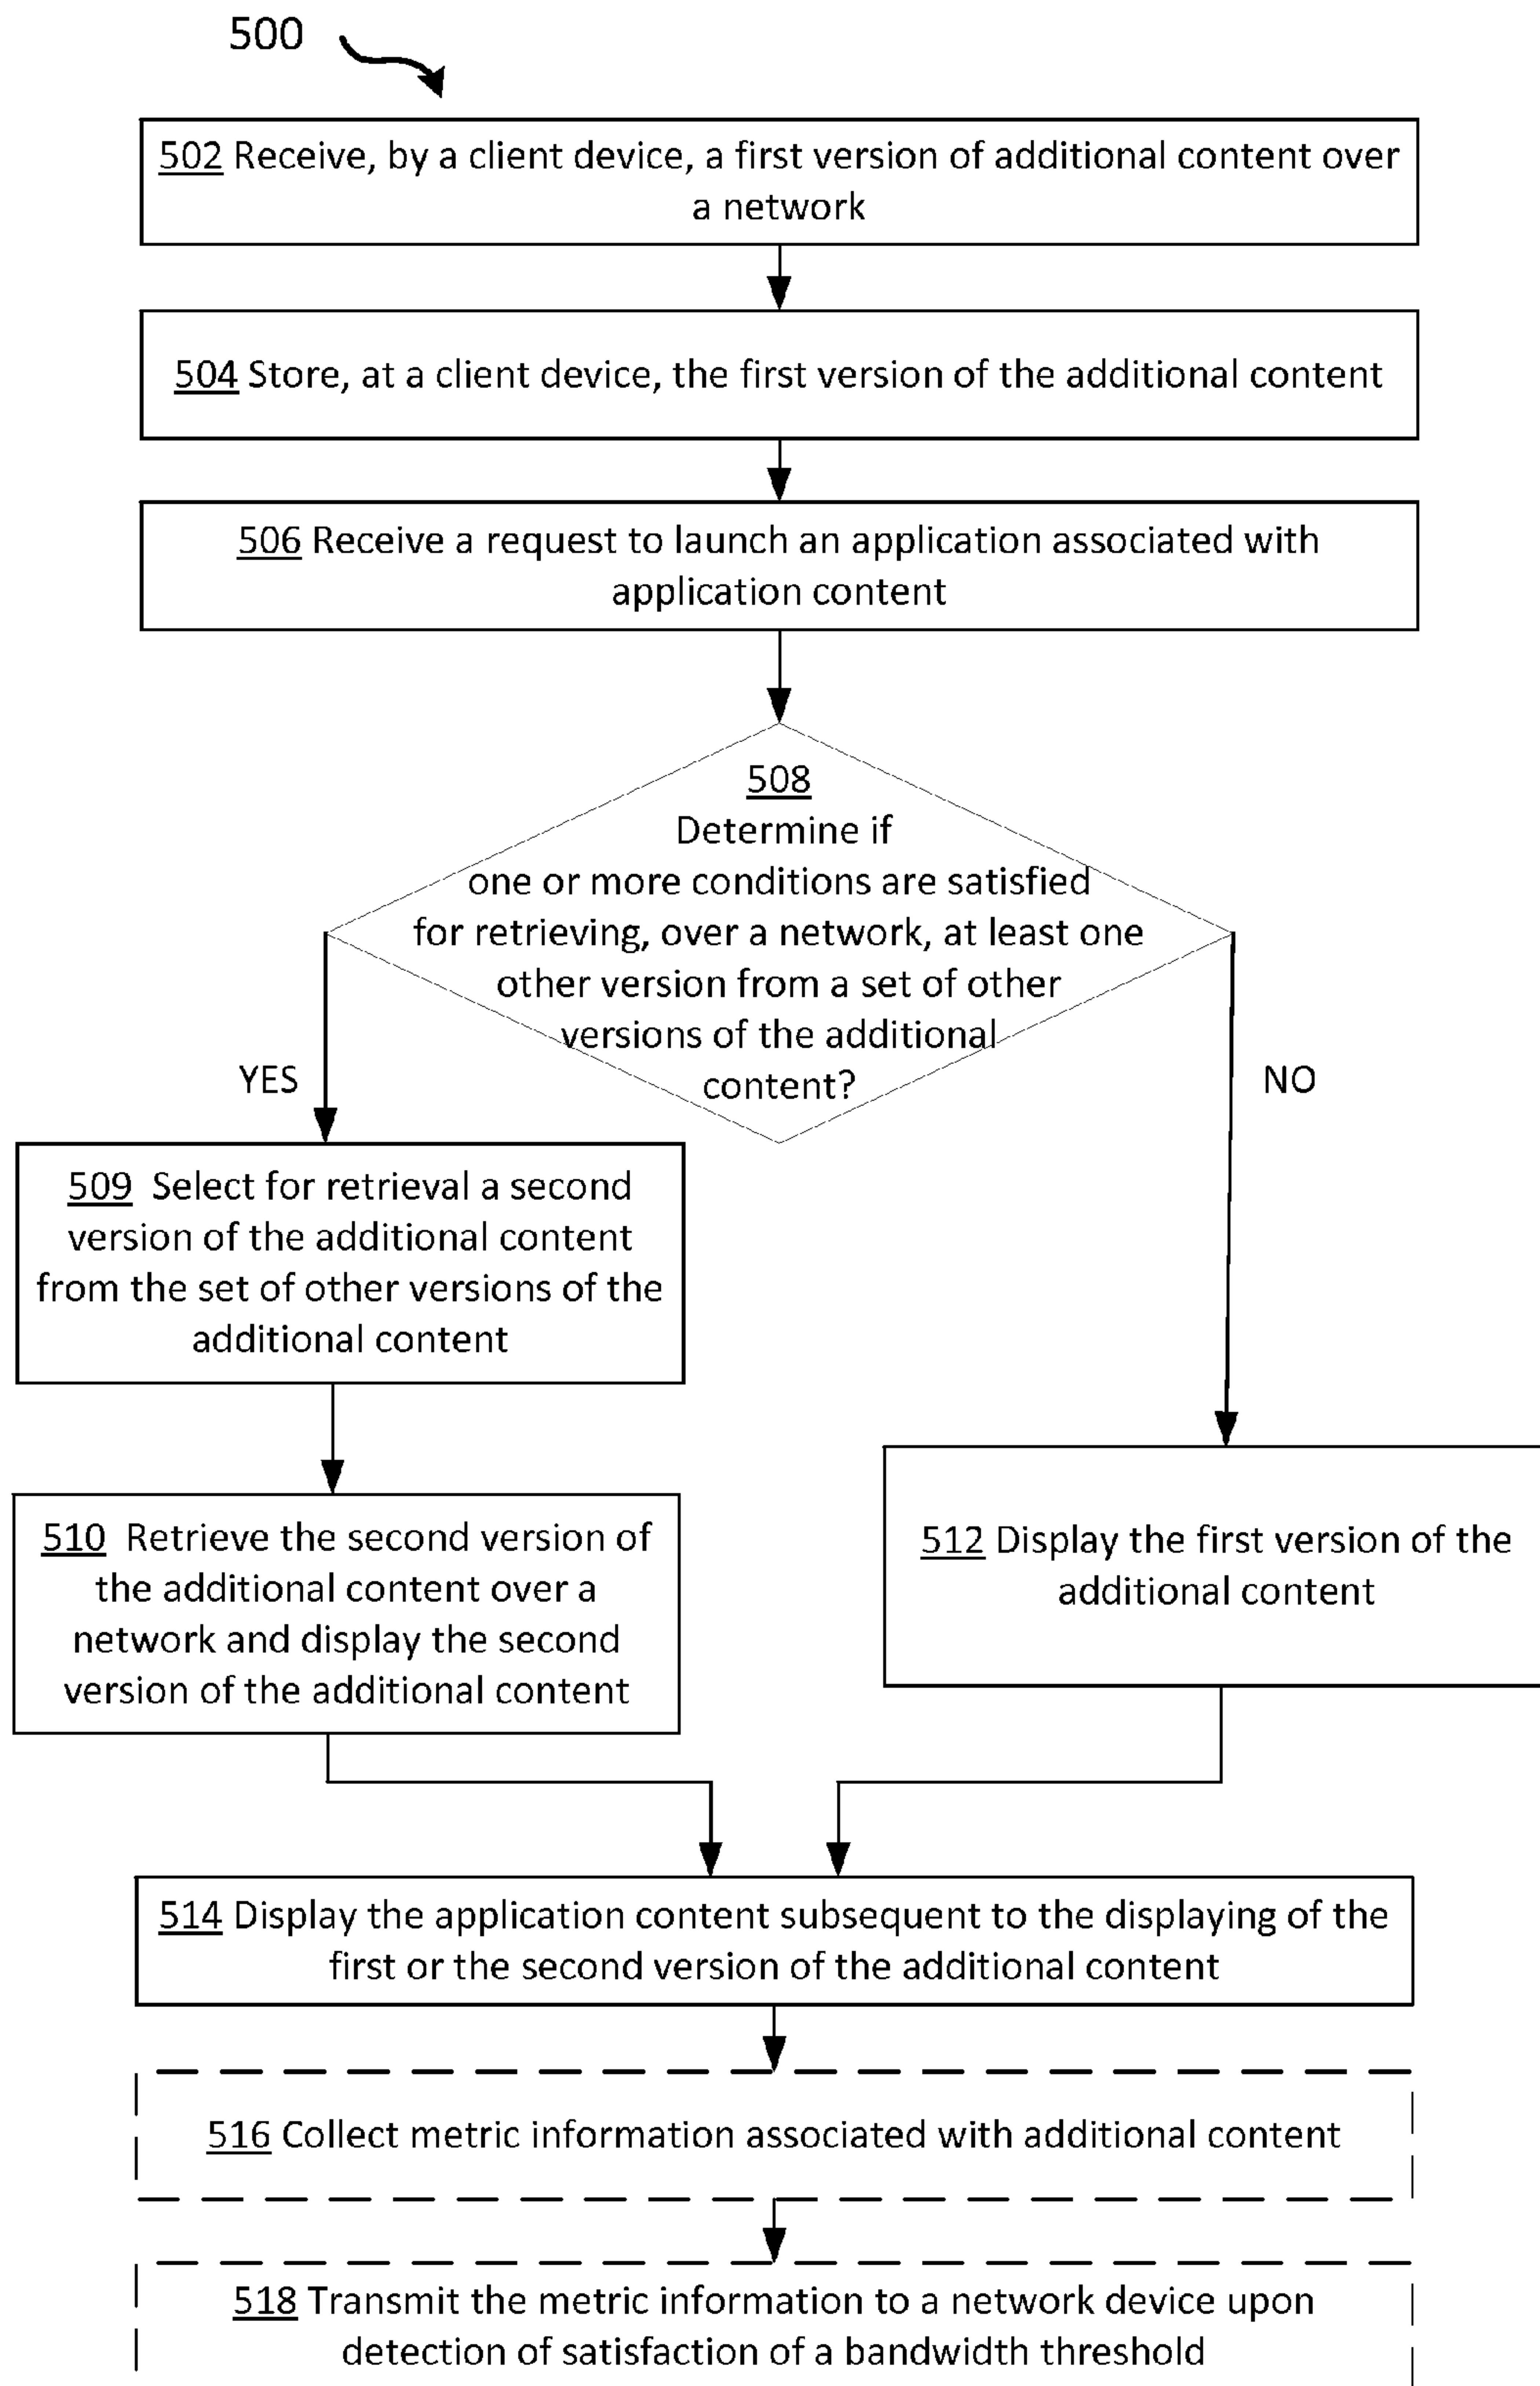 500
502 Receive, by a client device, a first version of additional content over
a network
504 Store, at a client device, the first version of the additional content
506 Receive a request to launch an application associated with
application content
508
Determine if
one or more conditions are satisfied
for retrieving, over a network, at least one
other version from a set of other
versions of the additional
content?
YES
NO
509 Select for retrieval a second
version of the additional content
from the set of other versions of the
additional content
510 Retrieve the second version of
the additional content over a
network and display the second
version of the additional content
512 Display the first version of the
additional content
514 Display the application content subsequent to the displaying of the
first or the second version of the additional content
516 Collect metric information associated with additional content
518 Transmit the metric information to a network device upon
detection of satisfaction of a bandwidth threshold